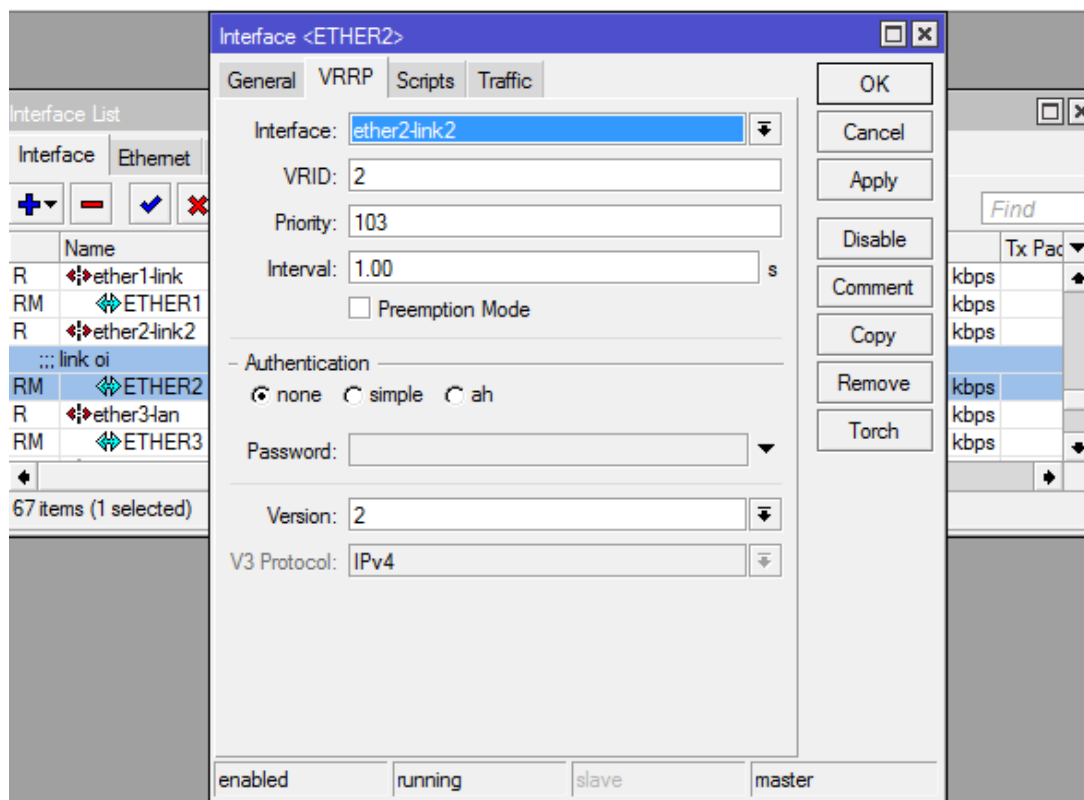 Interface <ETHER2>
General VRRP Scripts Traffic
Interface: ether2-link2
VRID: 2
Priority: 103
Interval: 1.00 s
Preemption Mode
Authentication
none simple ah
Password:
Version: 2
V3 Protocol: IPv4
enabled running slave master
OK
Cancel
Apply
Disable
Comment
Copy
Remove
Torch
Interface List
Interface Ethernet
Find
Name Tx Pac
R ether1-link kbps
RM ETHER1 kbps
R ether2-link2 kbps
;;; link oi
RM ETHER2 kbps
R ether3-lan kbps
RM ETHER3 kbps
67 items (1 selected)